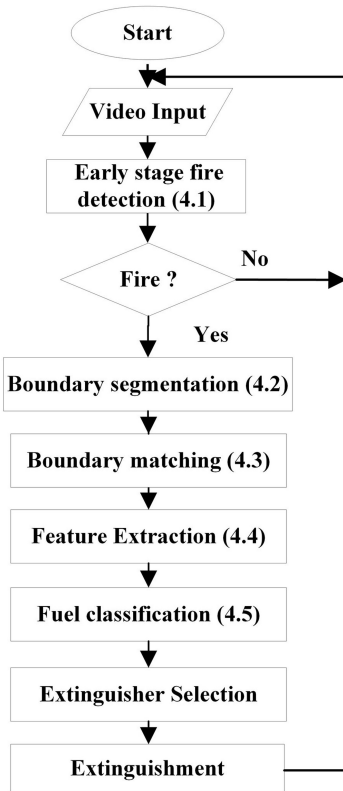 Start
Video Input
Early stage fire
detection (4.1)
Fire ?
No
Yes
Boundary segmentation (4.2)
Boundary matching (4.3)
Feature Extraction (4.4)
Fuel classification (4.5)
Extinguisher Selection
Extinguishment